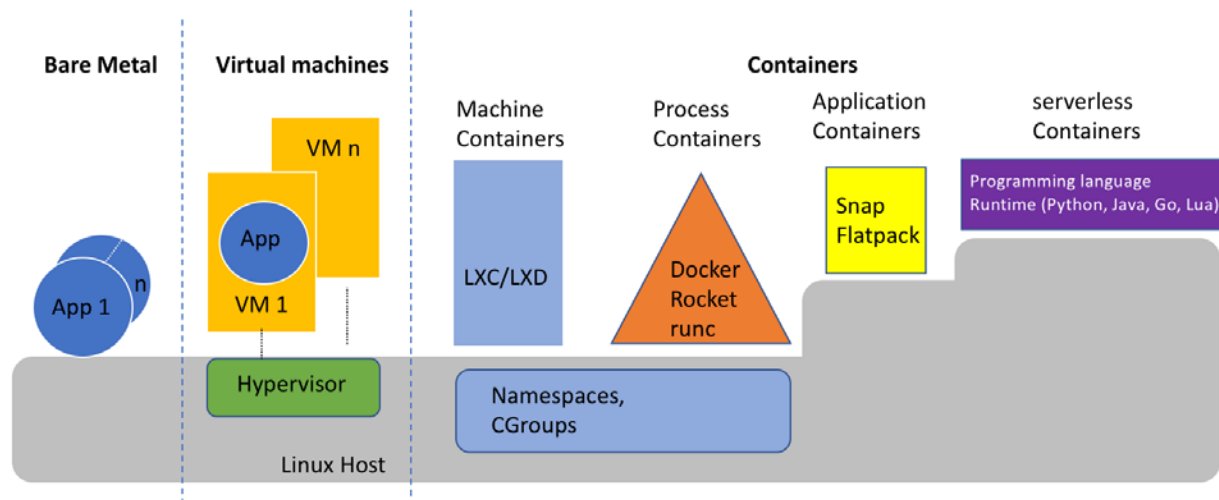 Bare Metal
Virtual machines
Containers
Machine
Containers
Process
Containers
Application
Containers
serverless
Containers
VM n
App
VM 1
n
App 1
LXC/LXD
Docker
Rocket
runc
Snap
Flatpack
Programming language
Runtime (Python, Java, Go, Lua)
Hypervisor
Namespaces,
CGroups
Linux Host